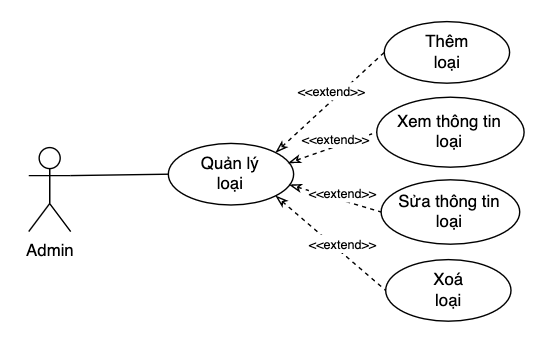 Thêm
loại
<<extend>>
Xem thông tin
loại
<<extend>>
Quản lý
loại
<<extend>>
Sửa thông tin
loại
Admin
<<extend>>
Xoá
loại